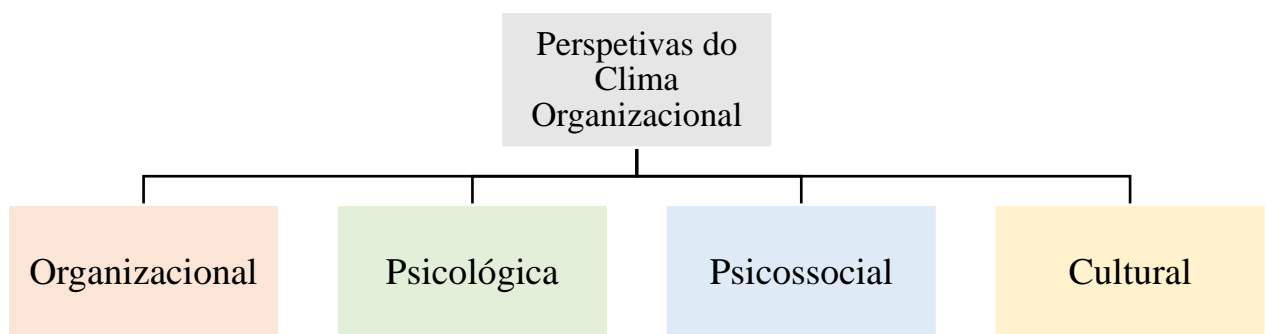 Perspetivas do
Clima
Organizacional
Organizacional
Psicológica
Psicossocial
Cultural